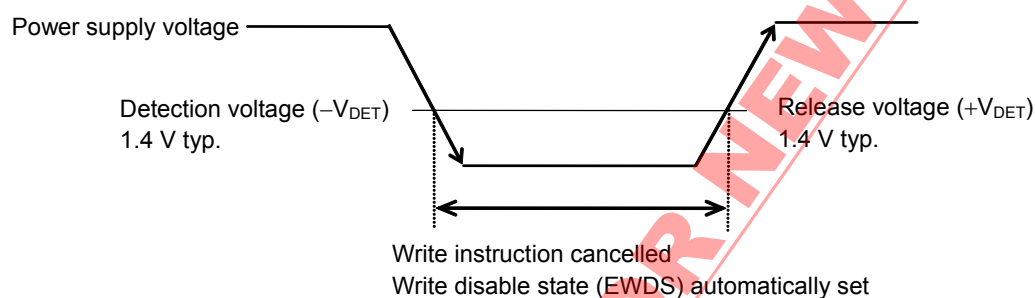 Power supply voltage
Detection voltage (−VDET)
1.4 V typ.
Release voltage (+VDET)
1.4 V typ.
Write instruction cancelled
Write disable state (EWDS) automatically set
R NEW